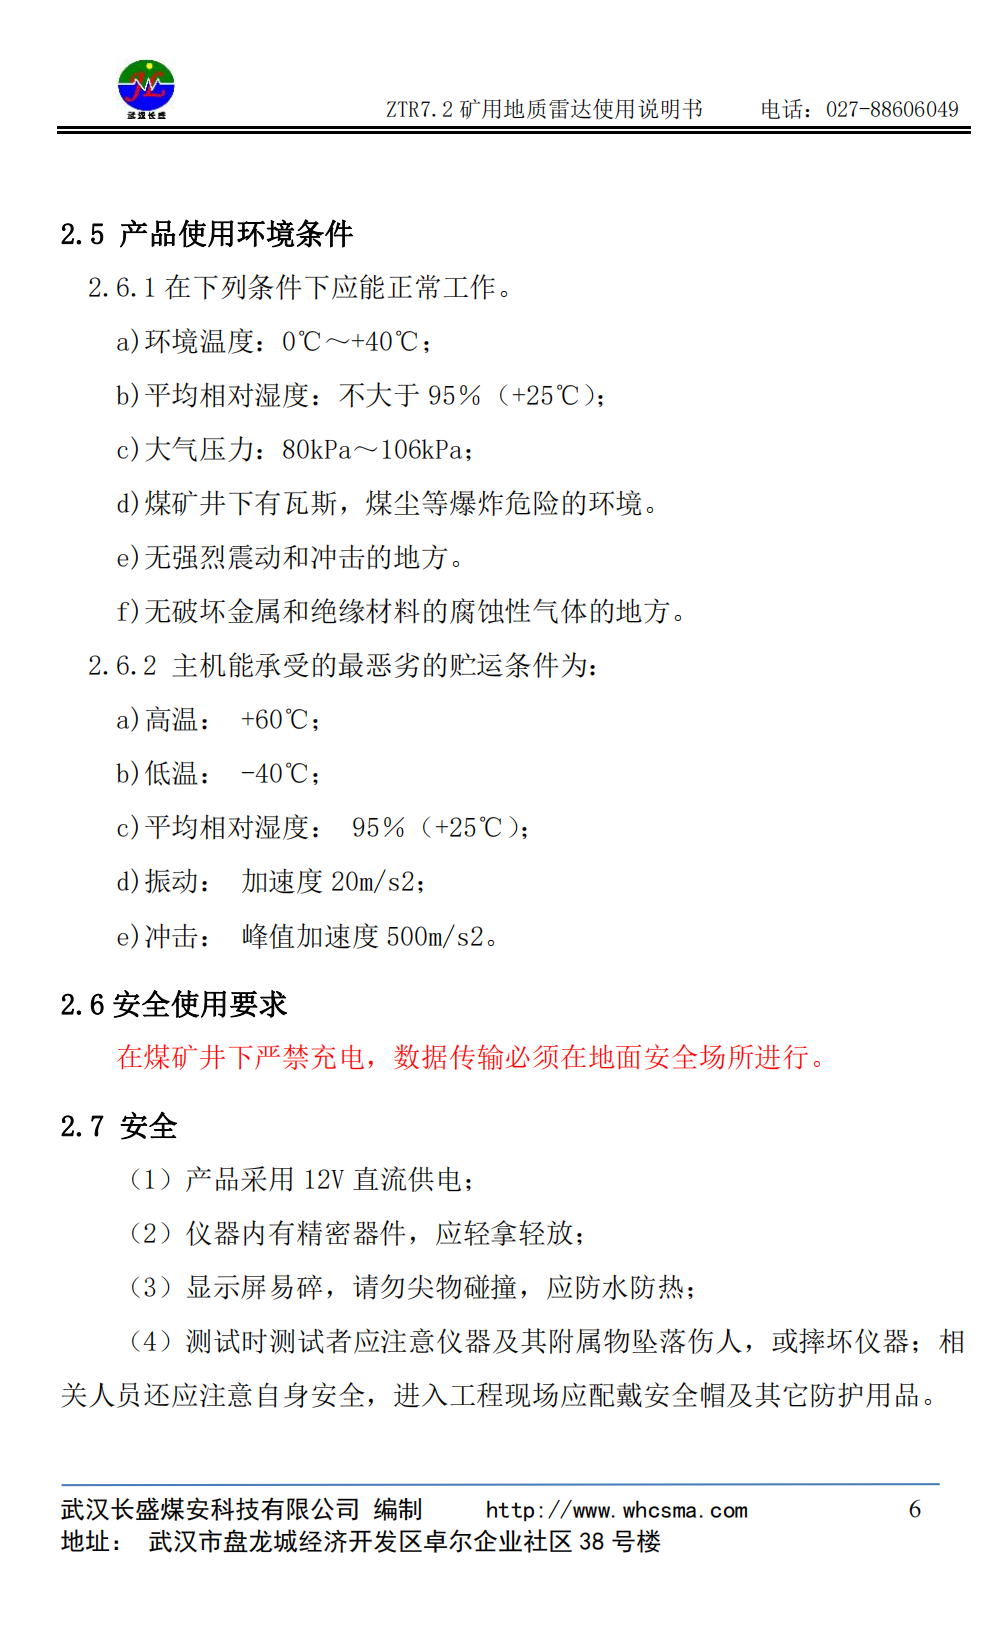 JL
武汉长盛
ZTR7.2矿用地质雷达使用说明书 电话：027-88606049
2.5 产品使用环境条件
2.6.1在下列条件下应能正常工作。
a)环境温度：0℃～+40℃；
b)平均相对湿度：不大于95％（+25℃）；
c)大气压力：80kPa～106kPa；
d)煤矿井下有瓦斯，煤尘等爆炸危险的环境。
e)无强烈震动和冲击的地方。
f)无破坏金属和绝缘材料的腐蚀性气体的地方。
2.6.2 主机能承受的最恶劣的贮运条件为：
a)高温： +60℃；
b)低温： -40℃；
c)平均相对湿度： 95％（+25℃）；
d)振动： 加速度20m/s2；
e)冲击： 峰值加速度500m/s2。
2.6安全使用要求
在煤矿井下严禁充电，数据传输必须在地面安全场所进行。
2.7 安全
（1）产品采用12V直流供电；
（2）仪器内有精密器件，应轻拿轻放；
（3）显示屏易碎，请勿尖物碰撞，应防水防热；
（4）测试时测试者应注意仪器及其附属物坠落伤人，或摔坏仪器；相
关人员还应注意自身安全，进入工程现场应配戴安全帽及其它防护用品。
武汉长盛煤安科技有限公司 编制 http://www.whcsma.com 6
地址： 武汉市盘龙城经济开发区卓尔企业社区38号楼